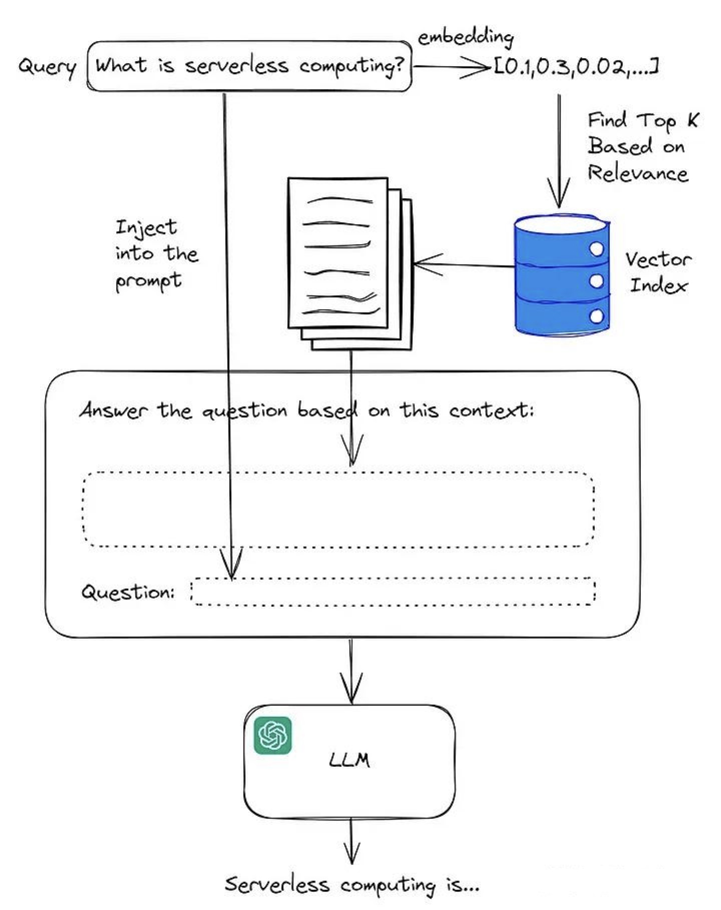 embedding
Query
What is serverless computing?
[0.1,0.3,0.02,...]
Find Top K
Based on
Relevance
Inject
into the
prompt
Vector
Index
Answer the question based on this context:
Question:
LLM
Serverless computing is...